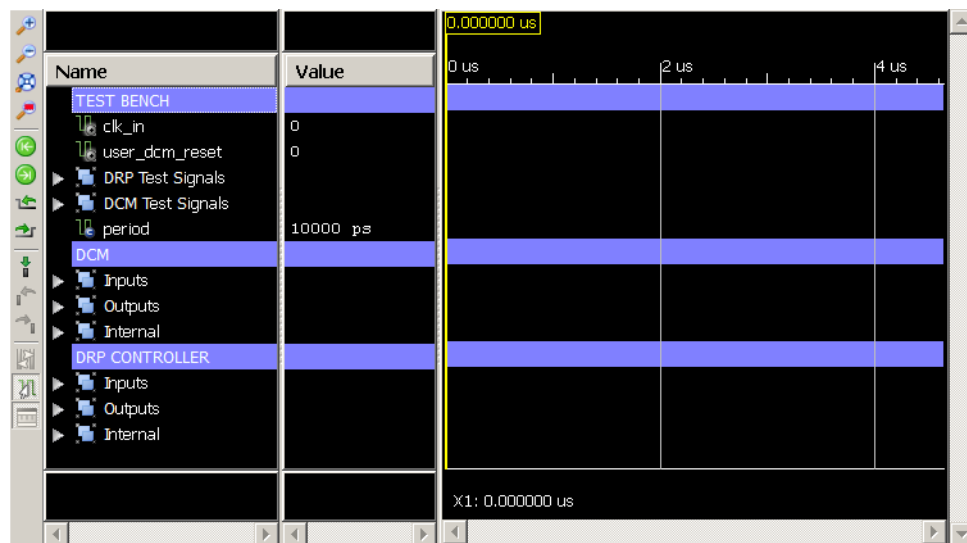 0.000000 us
Name Value 0 us 2 us 4 us
TEST BENCH
clk_in 0
user_dcm_reset 0
DRP Test Signals
DCM Test Signals
period 10000 ps
DCM
Inputs
Outputs
Internal
DRP CONTROLLER
Inputs
Outputs
Internal
X1: 0.000000 us